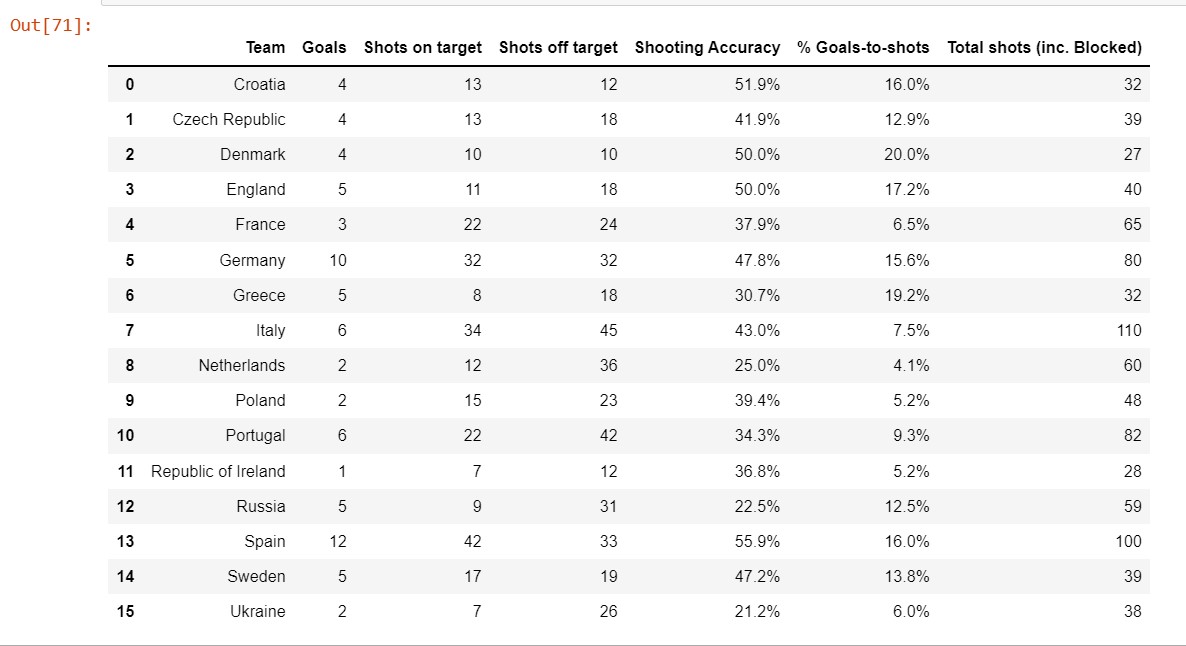 Out[71]:
Team Goals Shots on target Shots off target Shooting Accuracy % Goals-to-shots Total shots (inc. Blocked)
0 Croatia 4 13 12 51.9% 16.0% 32
1 Czech Republic 4 13 18 41.9% 12.9% 39
2 Denmark 4 10 10 50.0% 20.0% 27
3 England 5 11 18 50.0% 17.2% 40
4 France 3 22 24 37.9% 6.5% 65
5 Germany 10 32 32 47.8% 15.6% 80
6 Greece 5 8 18 30.7% 19.2% 32
7 Italy 6 34 45 43.0% 7.5% 110
8 Netherlands 2 12 36 25.0% 4.1% 60
9 Poland 2 15 23 39.4% 5.2% 48
10 Portugal 6 22 42 34.3% 9.3% 82
11 Republic of Ireland 1 7 12 36.8% 5.2% 28
12 Russia 5 9 31 22.5% 12.5% 59
13 Spain 12 42 33 55.9% 16.0% 100
14 Sweden 5 17 19 47.2% 13.8% 39
15 Ukraine 2 7 26 21.2% 6.0% 38